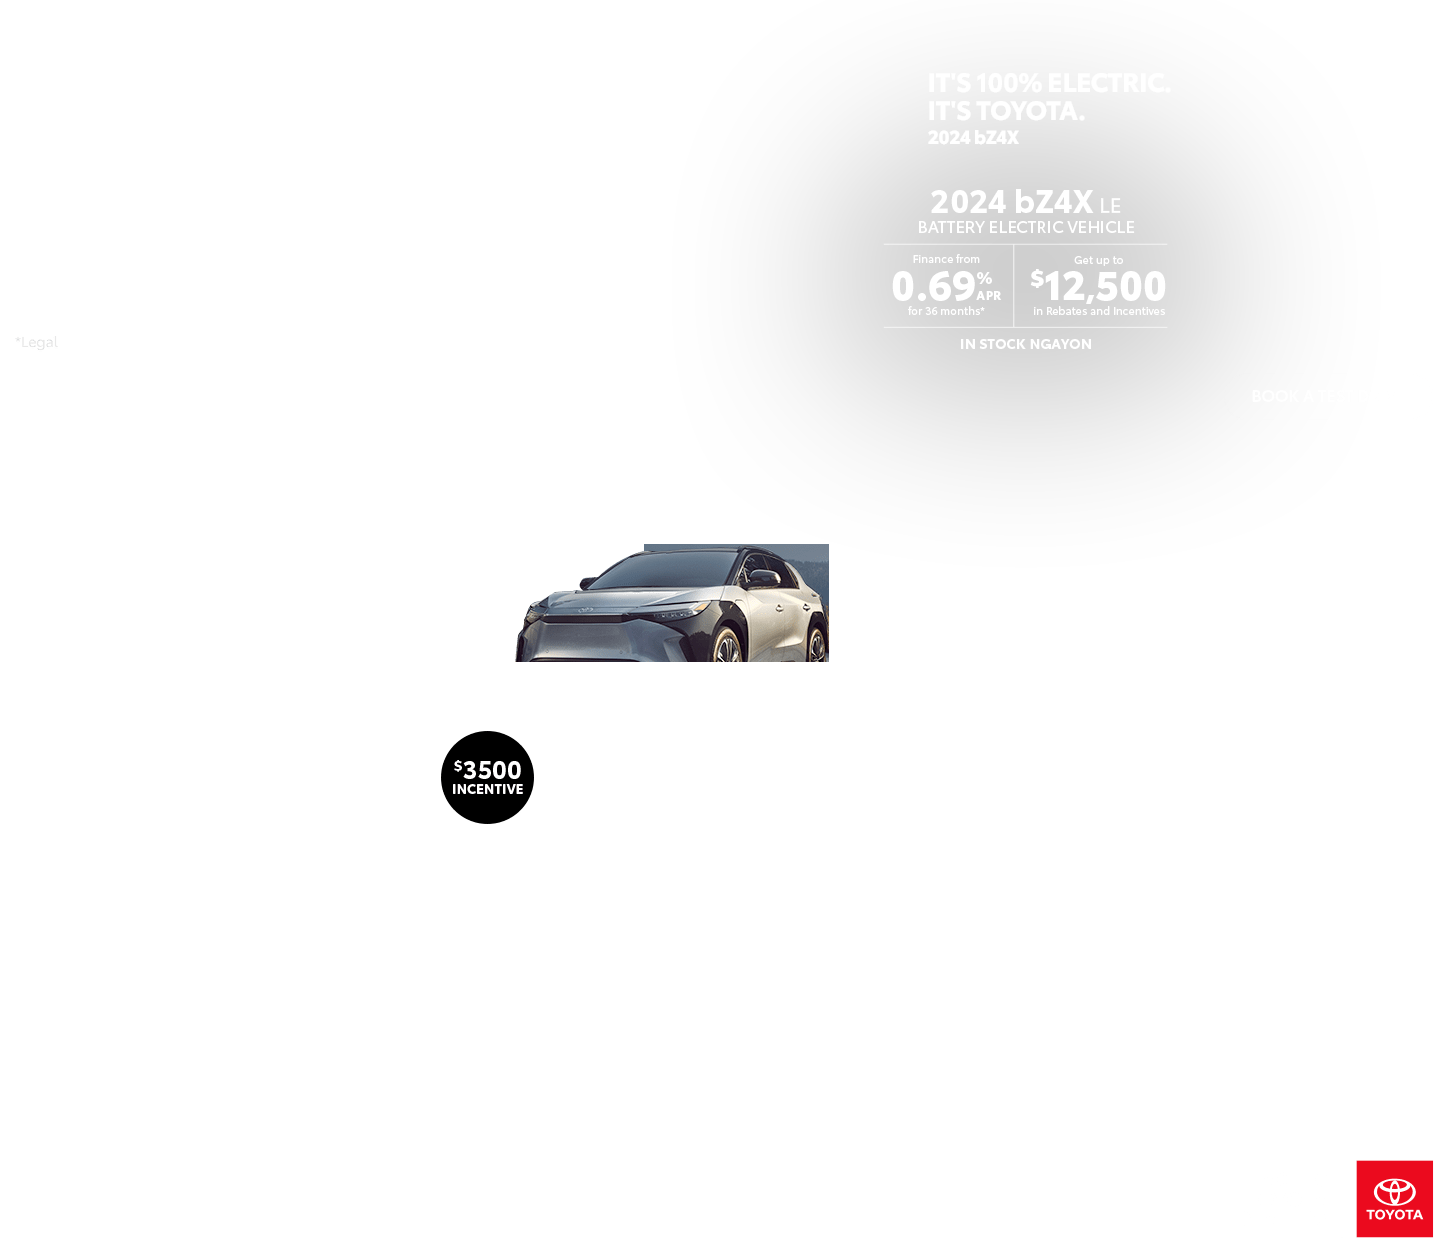 IT'S 100% ELECTRIC.
IT'S TOYOTA.
2024 bZ4X
2024 bZ4X LE
BATTERY ELECTRIC VEHICLE
Finance from
0.69% APR
for 36 months*
Get up to
$12,500
in Rebates and Incentives
IN STOCK NGAYON
*Legal
BOOK A
$3500
INCENTIVE
TOYOTA